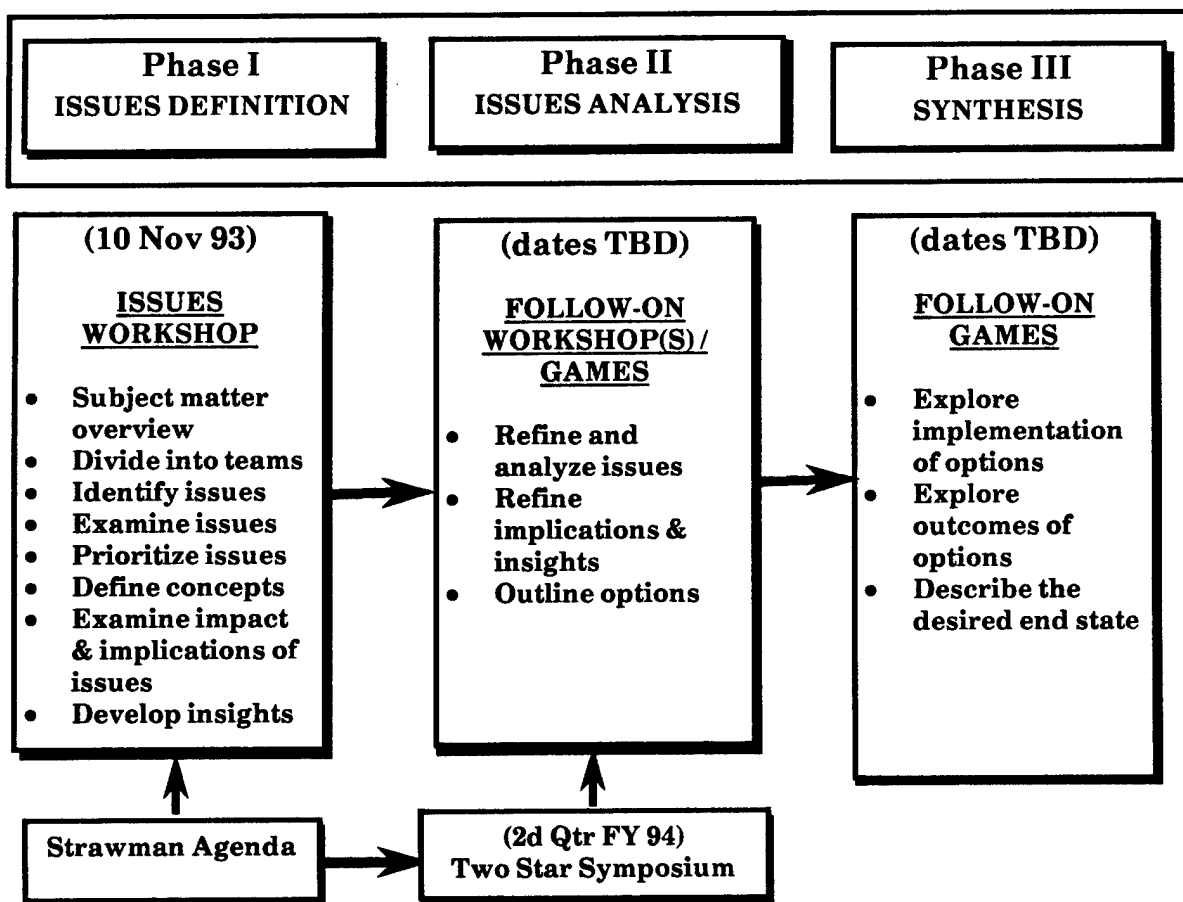 Phase I
ISSUES DEFINITION
Phase II
ISSUES ANALYSIS
Phase III
SYNTHESIS
(10 Nov 93)
ISSUES
WORKSHOP
• Subject matter
overview
• Divide into teams
• Identify issues
• Examine issues
• Prioritize issues
• Define concepts
• Examine impact
& implications of
issues
• Develop insights
(dates TBD)
FOLLOW-ON
WORKSHOP(S) /
GAMES
• Refine and
analyze issues
• Refine
implications &
insights
• Outline options
(dates TBD)
FOLLOW-ON
GAMES
• Explore
implementation
of options
• Explore
outcomes of
options
• Describe the
desired end state
Strawman Agenda
(2d Qtr FY 94)
Two Star Symposium